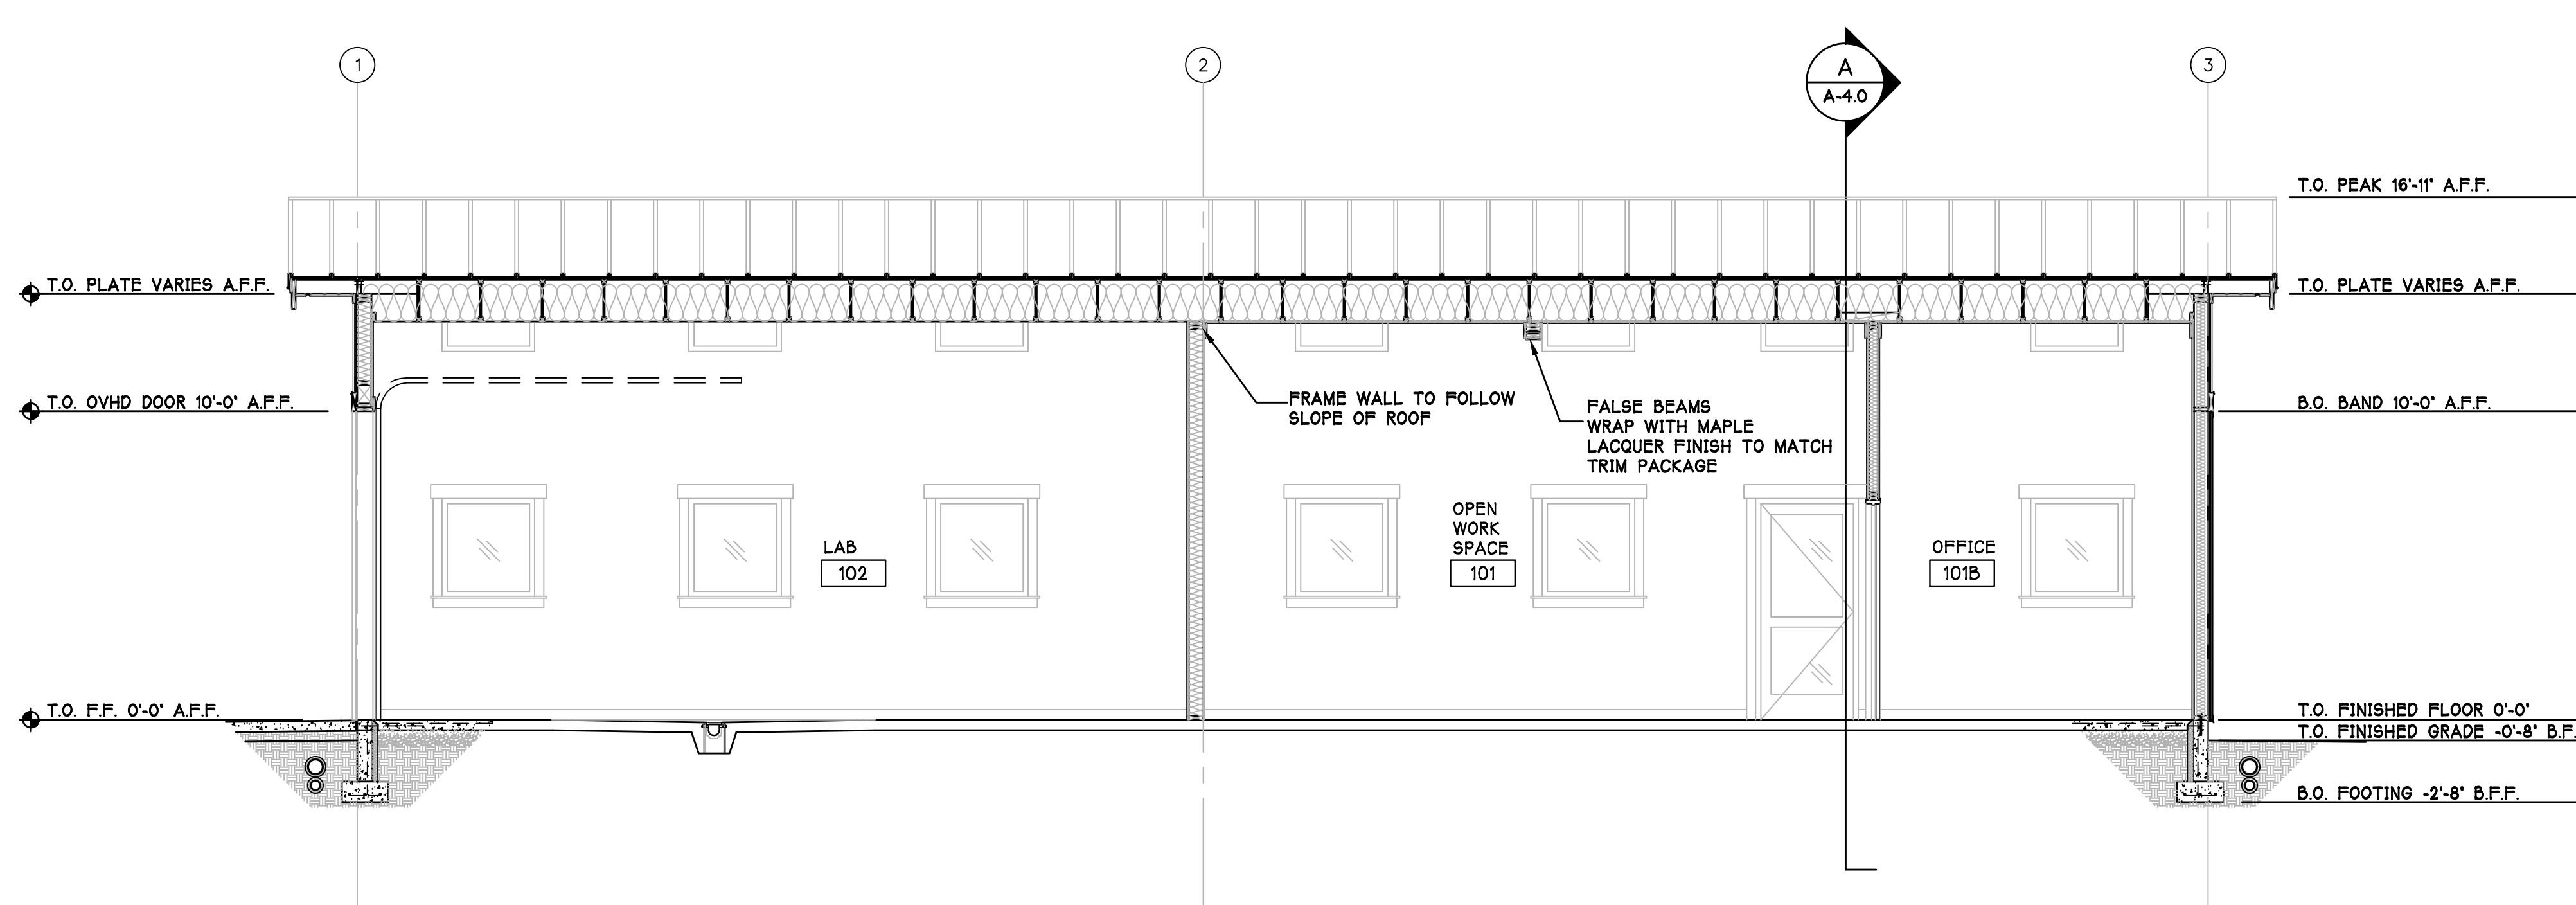 1
2
A
3
A-4.0
T.O. PEAK 16'-11" A.F.F.
T.O. PLATE VARIES A.F.F.
T.O. PLATE VARIES A.F.F.
T.O. OVHD DOOR 10'-0" A.F.F.
FRAME WALL TO FOLLOW
SLOPE OF ROOF
FALSE BEAMS
WRAP WITH MAPLE
LACQUER FINISH TO MATCH
TRIM PACKAGE
B.O. BAND 10'-0" A.F.F.
LAB
102
OPEN
WORK
SPACE
101
OFFICE
101B
T.O. F.F. 0'-0" A.F.F.
T.O. FINISHED FLOOR 0'-0"
T.O. FINISHED GRADE -0'-8" B.F.
B.O. FOOTING -2'-8" B.F.F.